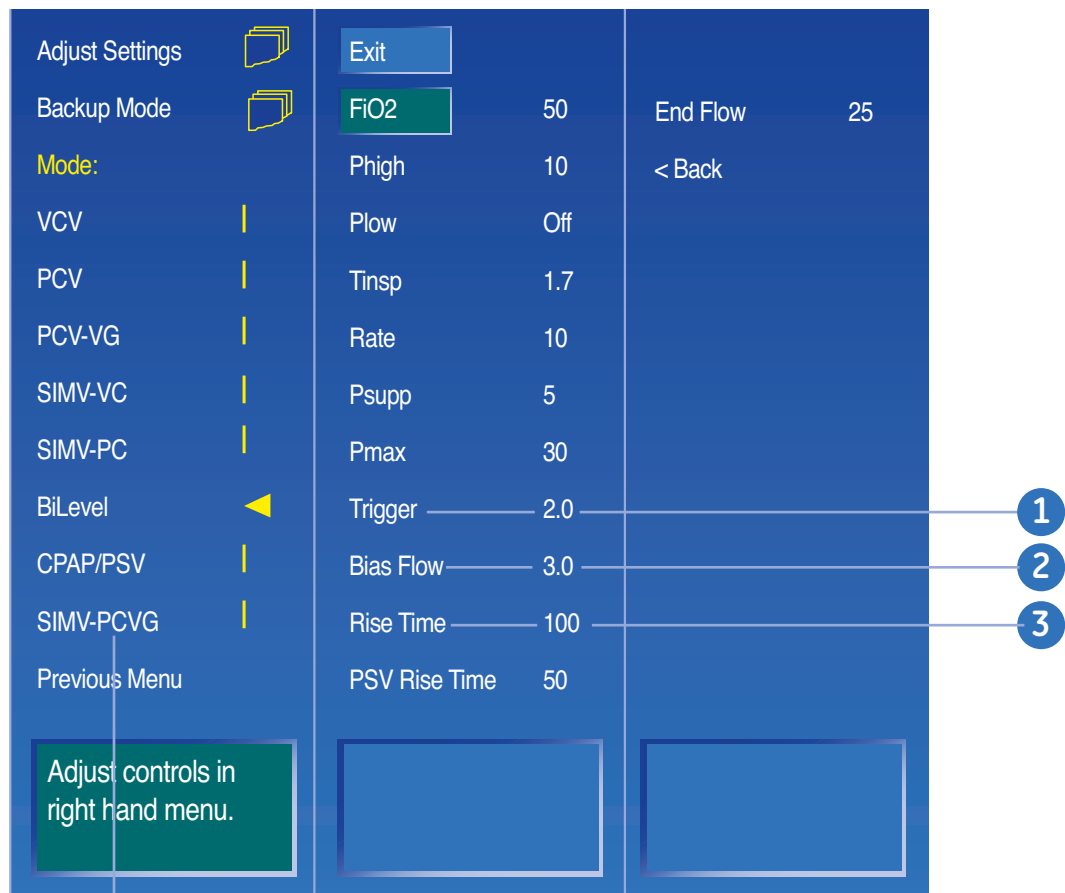 Adjust Settings
Backup Mode
Mode:
VCV
PCV
PCV-VG
SIMV-VC
SIMV-PC
BiLevel
CPAP/PSV
SIMV-PCVG
Previous Menu
Adjust controls in
right hand menu.
Exit
FiO2 50
Phigh 10
Plow Off
Tinsp 1.7
Rate 10
Psupp 5
Pmax 30
Trigger 2.0
Bias Flow 3.0
Rise Time 100
PSV Rise Time 50
End Flow 25
< Back
1
2
3